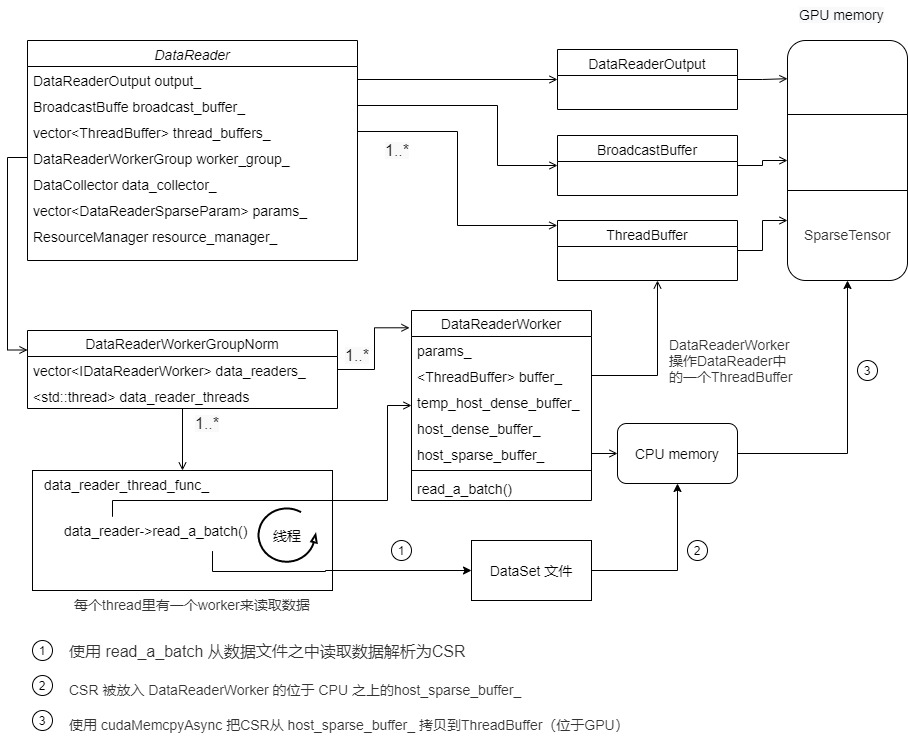 GPU memory
DataReader
DataReaderOutput output_
BroadcastBuffe broadcast_buffer_
vector<ThreadBuffer> thread_buffers_
DataReaderWorkerGroup worker_group_
DataCollector data_collector_
vector<DataReaderSparseParam> params_
ResourceManager resource_manager_
1..*
DataReaderOutput
BroadcastBuffer
ThreadBuffer
SparseTensor
DataReaderWorkerGroupNorm
vector<IDataReaderWorker> data_readers_
<std::thread> data_reader_threads
1..*
1..*
DataReaderWorker
params_
<ThreadBuffer> buffer_
temp_host_dense_buffer_
host_dense_buffer_
host_sparse_buffer_
read_a_batch()
DataReaderWorker
操作DataReader中
的一个ThreadBuffer
3
CPU memory
data_reader_thread_func_
data_reader->read_a_batch()
线程
1
DataSet 文件
2
每个thread里有一个worker来读取数据
1 使用 read_a_batch 从数据文件之中读取数据解析为CSR
2 CSR 被放入 DataReaderWorker 的位于 CPU 之上的host_sparse_buffer_
3 使用 cudaMemcpyAsync 把CSR从 host_sparse_buffer_ 拷贝到ThreadBuffer（位于GPU）